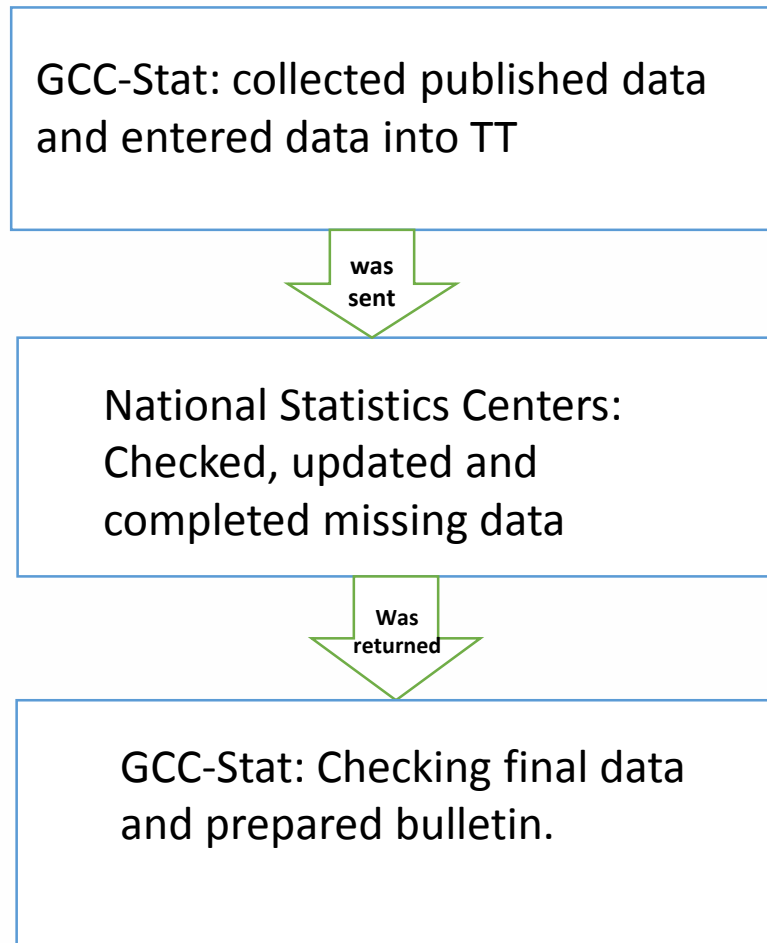 GCC-Stat: collected published data
and entered data into TT
was
sent
National Statistics Centers:
Checked, updated and
completed missing data
Was
returned
GCC-Stat: Checking final data
and prepared bulletin.